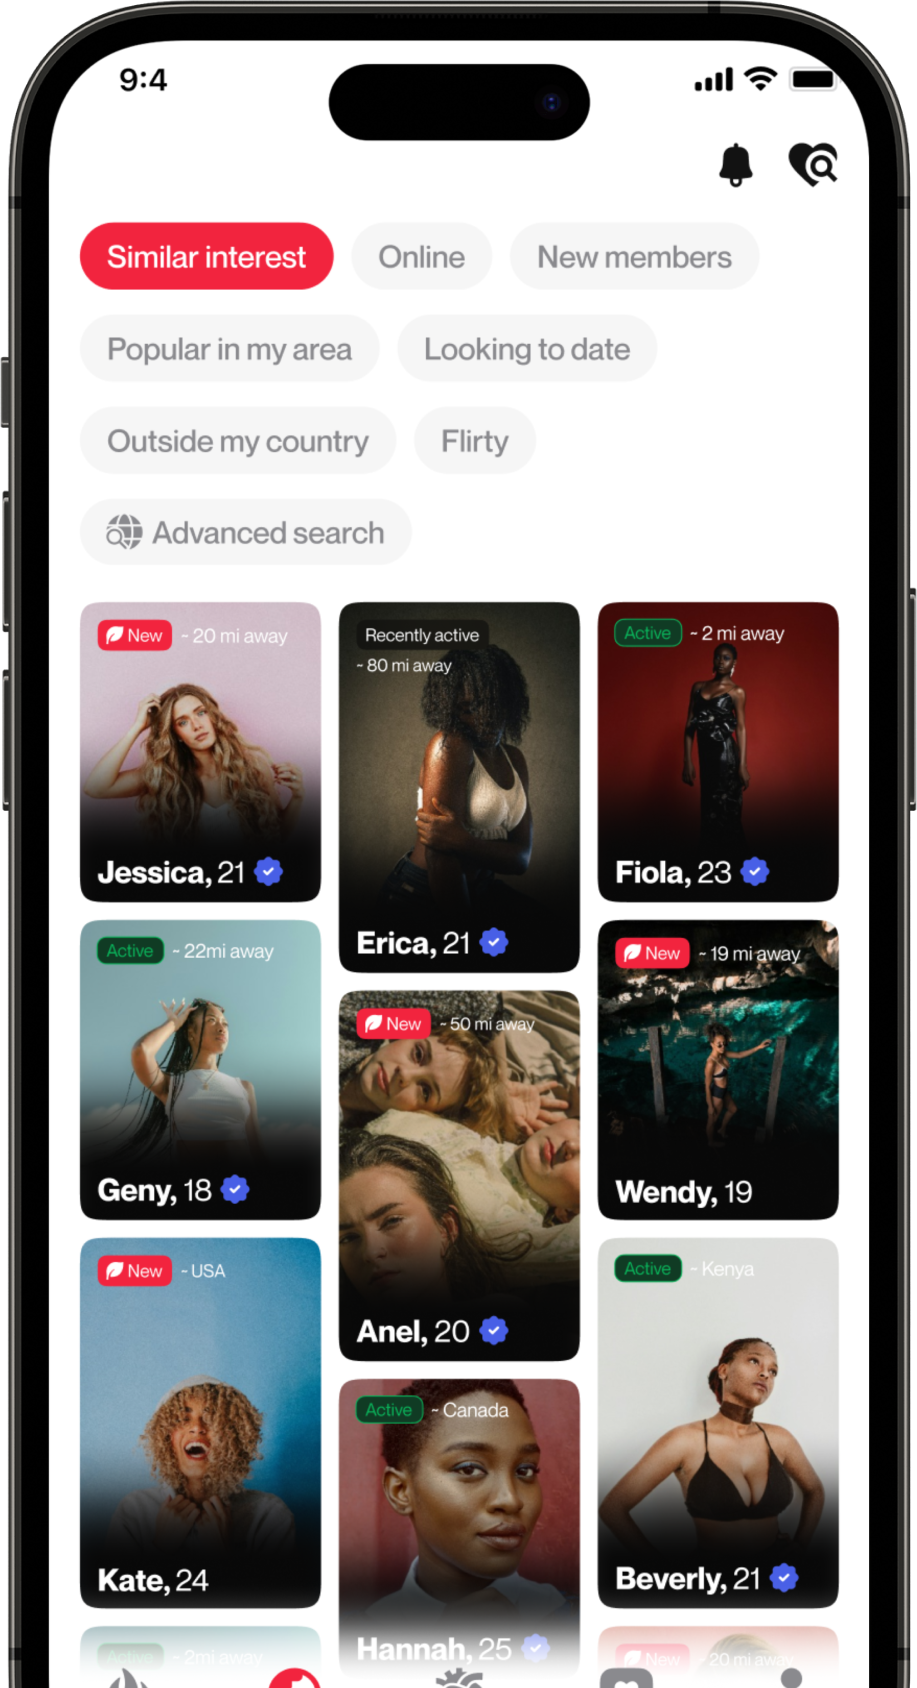 9:4
Similar interest
Online
New members
Popular in my area
Looking to date
Outside my country
Flirty
Advanced search
New ~ 20 mi away
Jessica, 21
Recently active
~ 80 mi away
Erica, 21
Active ~ 2 mi away
Fiola, 23
Active ~ 22mi away
Geny, 18
New ~ 50 mi away
Anel, 20
New ~ 19 mi away
Wendy, 19
New ~ USA
Kate, 24
Active ~ Canada
Hannah, 25
Active ~ Kenya
Beverly, 21
Active ~ 2mi away
New ~ 20 mi away